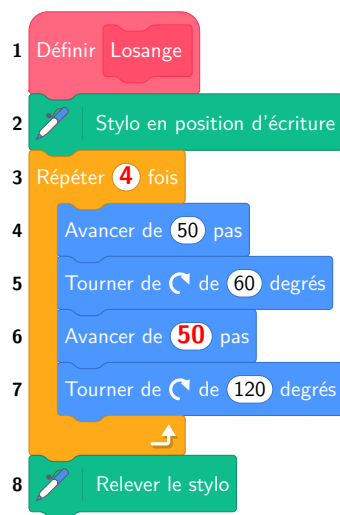 1 Définir Losange
2 Stylo en position d'écriture
3 Répéter 4 fois
4 Avancer de 50 pas
5 Tourner de de 60 degrés
6 Avancer de 50 pas
7 Tourner de de 120 degrés
8 Relever le stylo